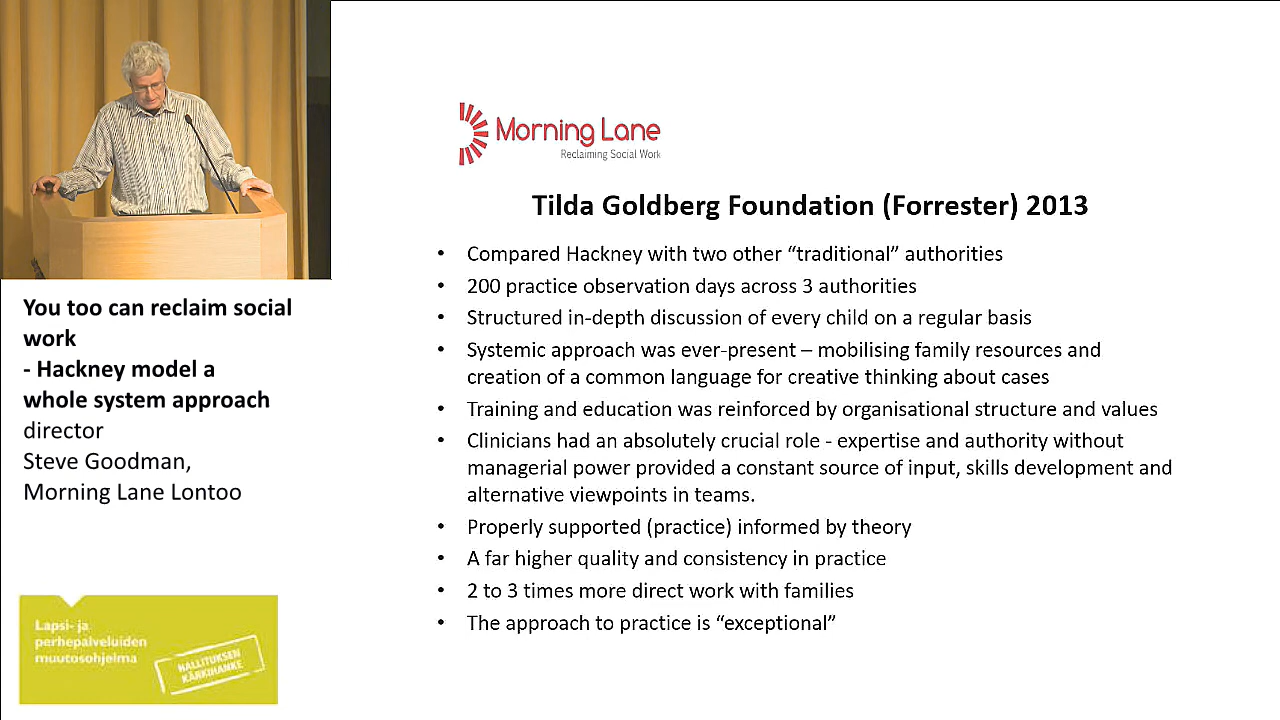 Morning Lane
Reclaiming Social Work
Tilda Goldberg Foundation (Forrester) 2013
• Compared Hackney with two other “traditional” authorities
• 200 practice observation days across 3 authorities
• Structured in-depth discussion of every child on a regular basis
• Systemic approach was ever-present – mobilising family resources and
creation of a common language for creative thinking about cases
• Training and education was reinforced by organisational structure and values
• Clinicians had an absolutely crucial role - expertise and authority without
managerial power provided a constant source of input, skills development and
alternative viewpoints in teams.
• Properly supported (practice) informed by theory
• A far higher quality and consistency in practice
• 2 to 3 times more direct work with families
• The approach to practice is “exceptional”
You too can reclaim social
work
- Hackney model a
whole system approach
director
Steve Goodman,
Morning Lane Lontoo
Lapsi- ja
perhepalveluiden
muutosohjelma
HALLITUKSEN
KÄRKIHANKE